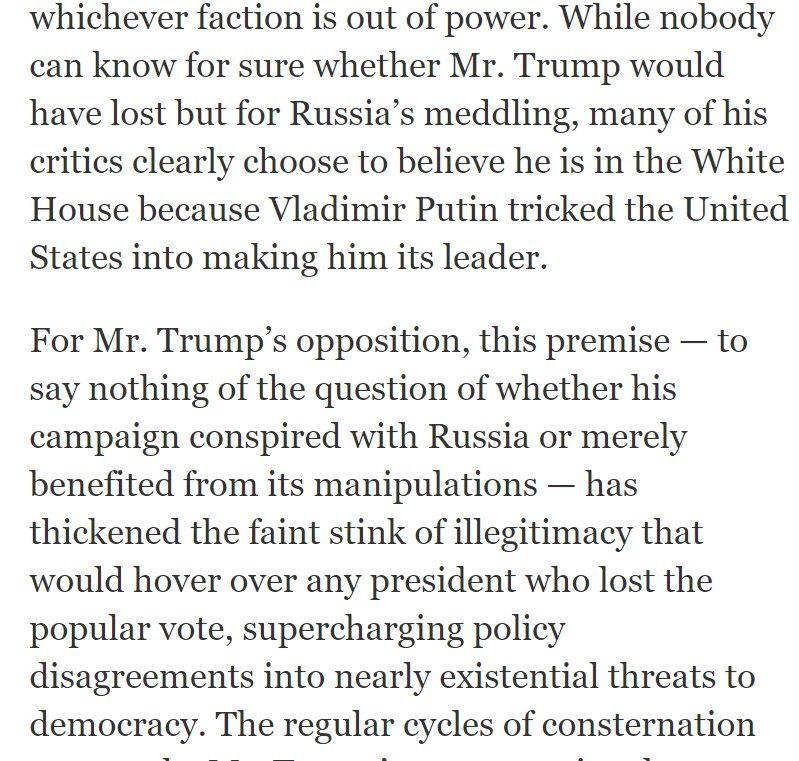 whichever faction is out of power. While nobody
can know for sure whether Mr. Trump would
have lost but for Russia’s meddling, many of his
critics clearly choose to believe he is in the White
House because Vladimir Putin tricked the United
States into making him its leader.
For Mr. Trump’s opposition, this premise — to
say nothing of the question of whether his
campaign conspired with Russia or merely
benefited from its manipulations — has
thickened the faint stink of illegitimacy that
would hover over any president who lost the
popular vote, supercharging policy
disagreements into nearly existential threats to
democracy. The regular cycles of consternation